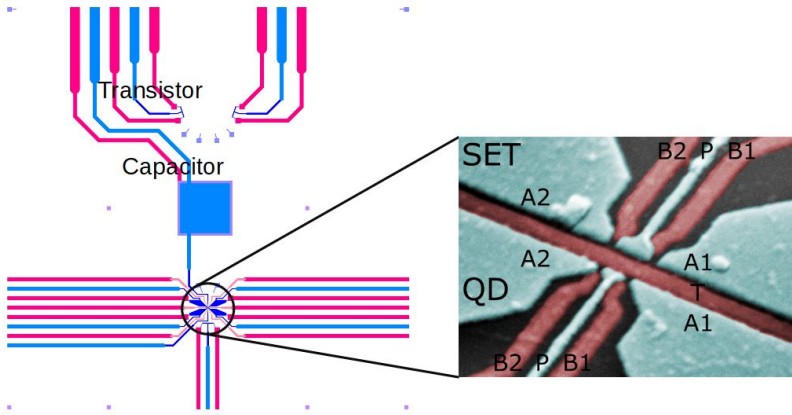 Transistor
Capacitor
SET
B2 P B1
A2
A2
A1
QD
T
A1
B2 P B1